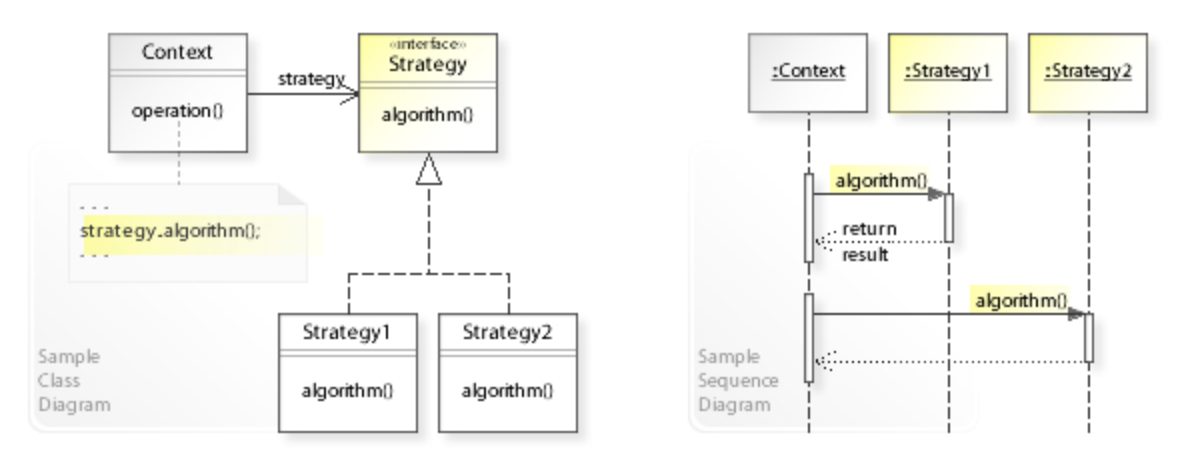 Context
operation()
strategy
«interface»
Strategy
algorithm()
- - -
strategy.algorithm();
- - -
Strategy1
algorithm()
Strategy2
algorithm()
Sample
Class
Diagram
:Context
:Strategy1
:Strategy2
algorithm()
return
result
algorithm()
Sample
Sequence
Diagram